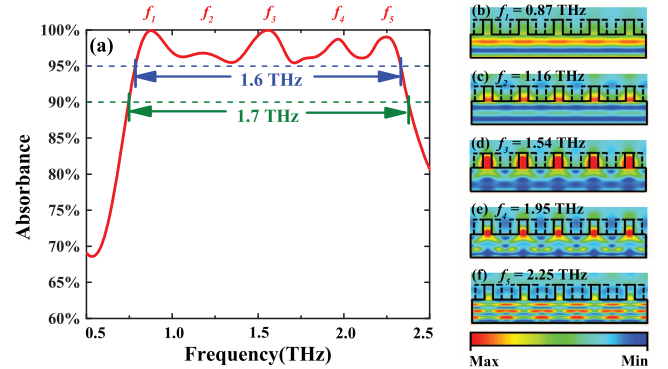 f₁ f₂ f₃ f₄ f₅
(a)
100%
95%
90%
85%
80%
75%
70%
65%
60%
Absorbance
1.6 THz
1.7 THz
0.5 1.0 1.5 2.0 2.5
Frequency(THz)
(b) f₁ = 0.87 THz
(c) f₂ = 1.16 THz
(d) f₃ = 1.54 THz
(e) f₄ = 1.95 THz
(f) f₅ = 2.25 THz
Max Min